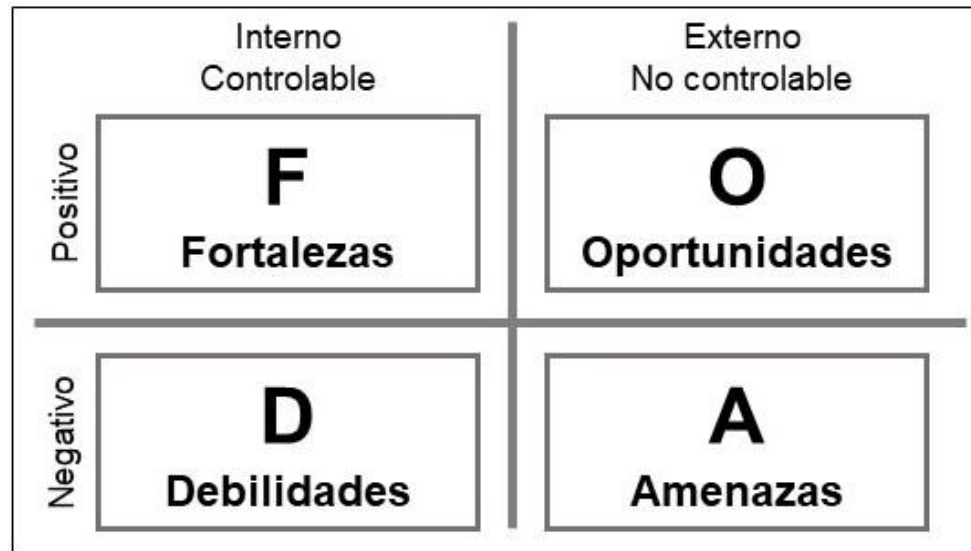 Interno
Controlable
Externo
No controlable
Positivo
F
Fortalezas
O
Oportunidades
Negativo
D
Debilidades
A
Amenazas